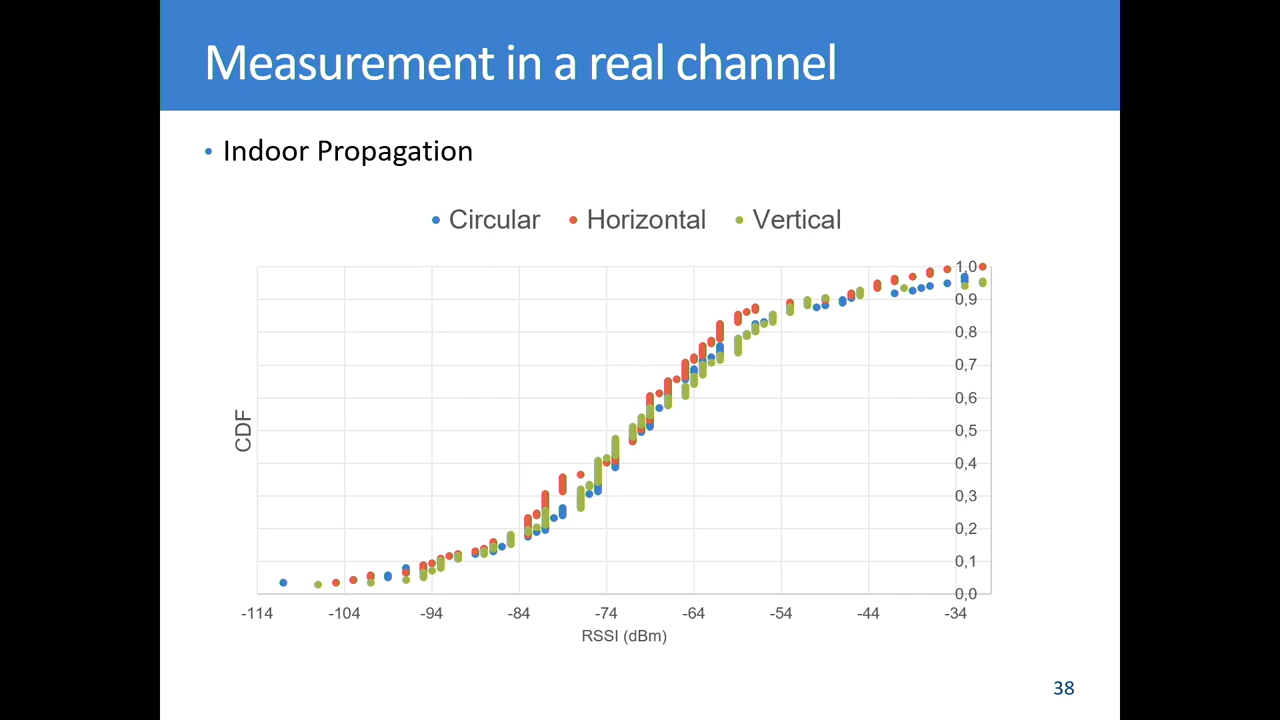 Measurement in a real channel
• Indoor Propagation
Circular Horizontal Vertical
1,0
0,9
0,8
0,7
0,6
0,5
0,4
0,3
0,2
0,1
0,0
CDF
-114 -104 -94 -84 -74 -64 -54 -44 -34
RSSI (dBm)
38